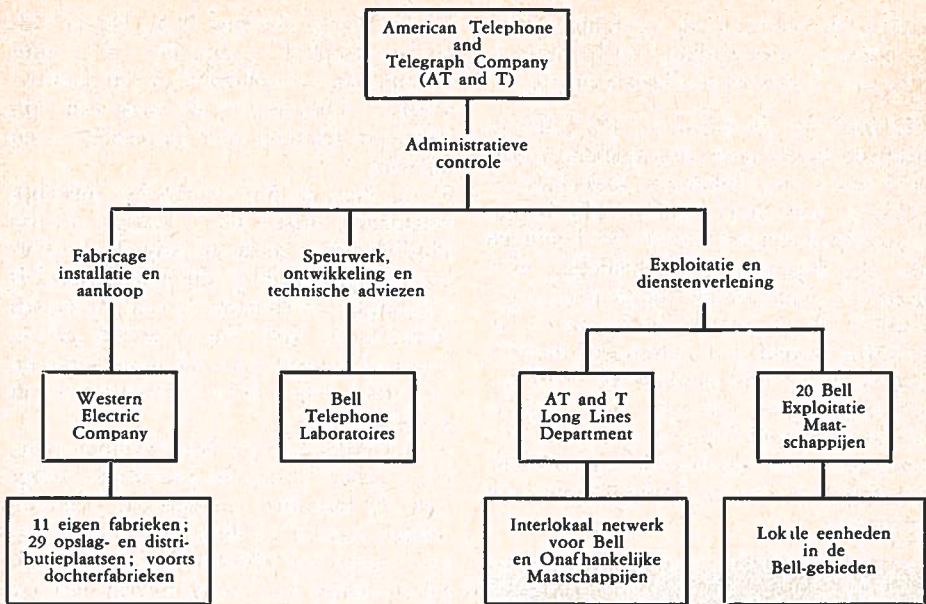 American Telephone
and
Telegraph Company
(AT and T)
Administratieve
controle
Fabricage
installatie en
aankoop
Speurwerk,
ontwikkeling en
technische adviezen
Exploitatie en
dienstenverlening
Western
Electric
Company
Bell
Telephone
Laboratoires
AT and T
Long Lines
Department
20 Bell
Exploitatie
Maat-
schappijen
11 eigen fabrieken;
29 opslag- en distri-
butieplaatsen; voorts
dochterfabrieken
Interlokaal netwerk
voor Bell
en Onafhankelijke
Maatschappijen
Lokale eenheden
in de
Bell-gebieden